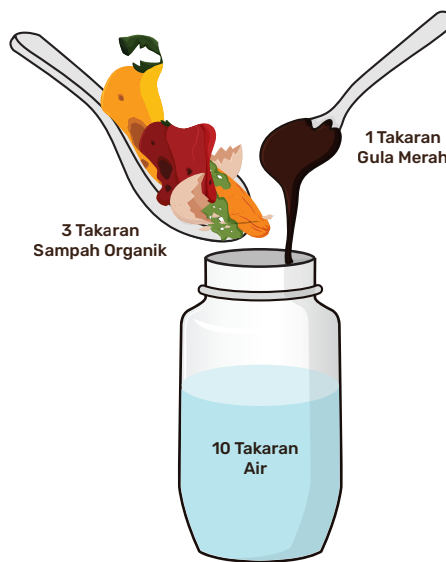 1 Takaran
Gula Merah
3 Takaran
Sampah Organik
10 Takaran
Air